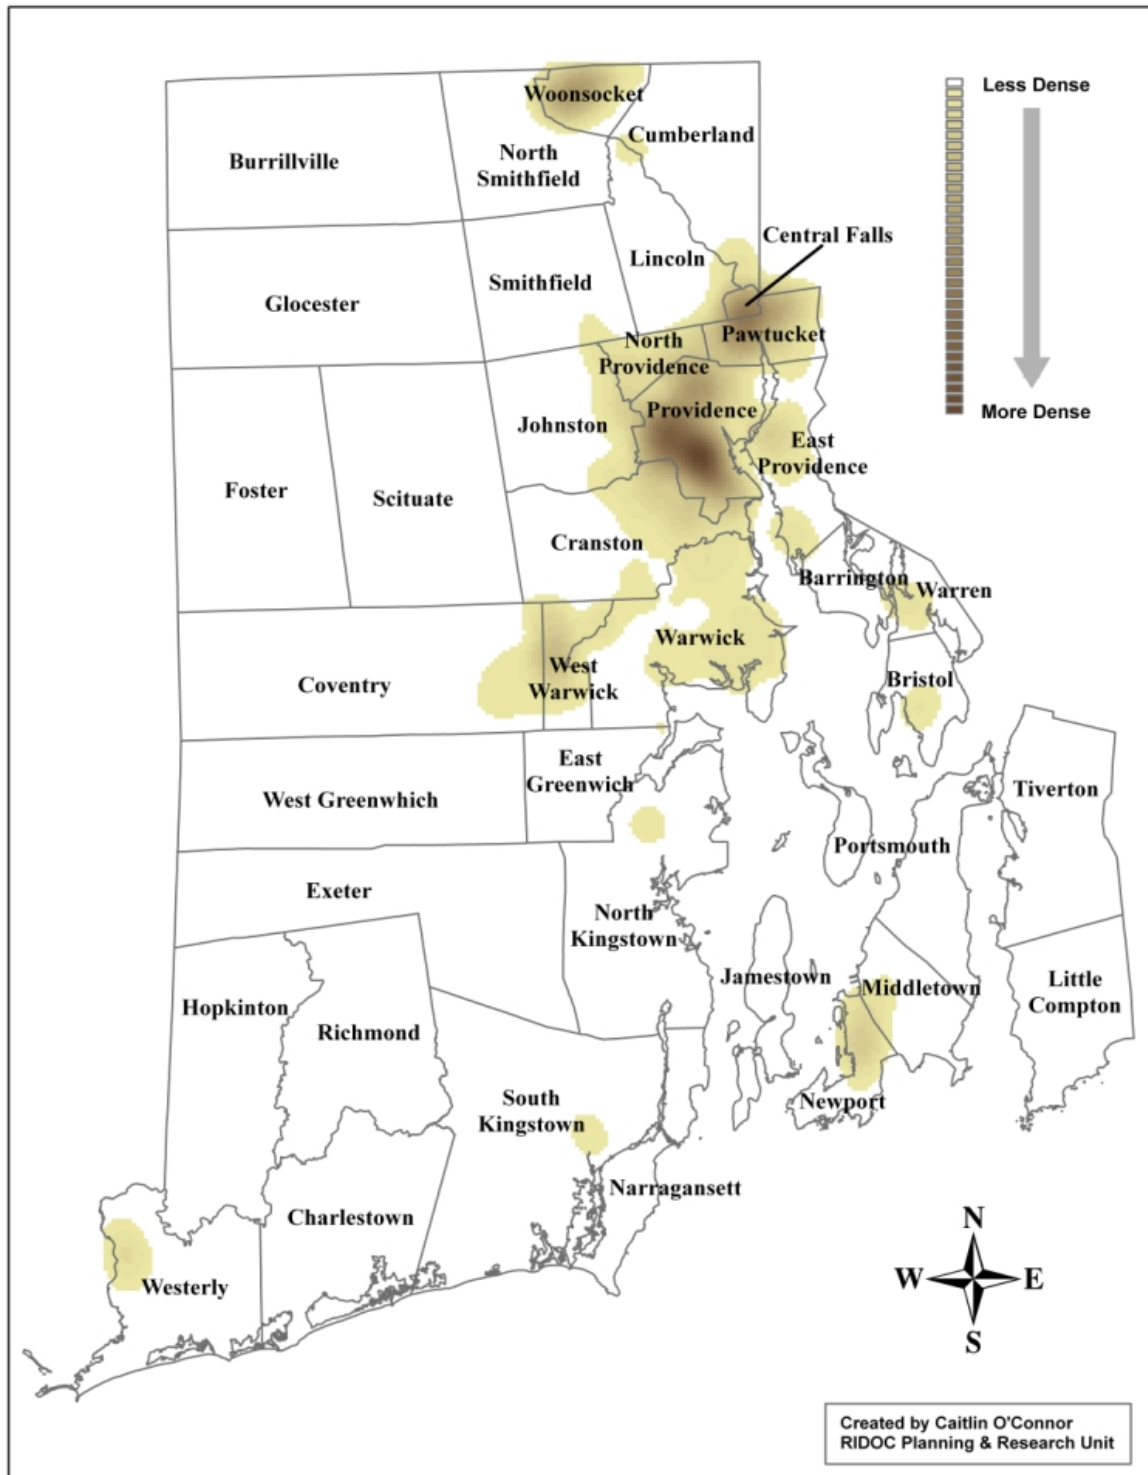 Less Dense
More Dense
Woonsocket
Cumberland
Burrillville
North
Smithfield
Central Falls
Lincoln
Smithfield
Glocester
Pawtucket
North
Providence
Providence
Johnston
East
Providence
Foster
Scituate
Cranston
Barrington
Warren
Warwick
West
Warwick
Coventry
Bristol
East
Greenwich
West Greenwhich
Tiverton
Portsmouth
Exeter
North
Kingstown
Jamestown
Middletown
Little
Compton
Hopkinton
Richmond
South
Kingstown
Newport
Narragansett
Charlestown
Westerly
N
W
E
S
Created by Caitlin O'Connor
RIDOC Planning & Research Unit